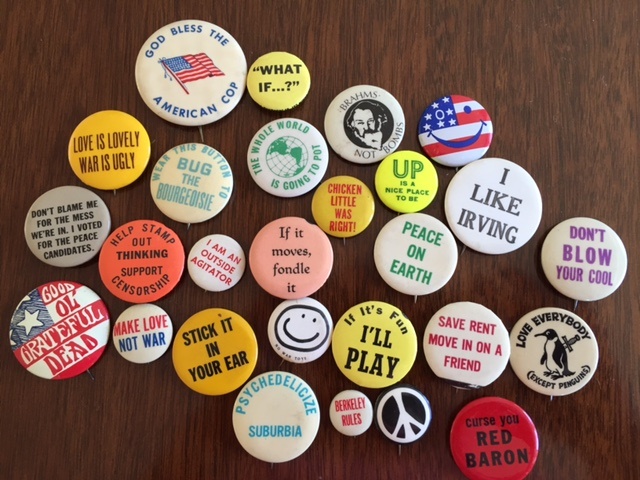 GOD BLESS THE
AMERICAN COP
"WHAT
IF...?"
BRAHMS
NOT BOMBS
LOVE IS LOVELY
WAR IS UGLY
WEAR THIS BUTTON TO
BUG
THE
BOURGEOISIE
THE WHOLE WORLD
IS GOING TO POT
CHICKEN
LITTLE
WAS
RIGHT!
UP
IS A
NICE PLACE
TO BE
I
LIKE
IRVING
DON'T BLAME ME
FOR THE MESS
WE'RE IN. I VOTED
FOR THE PEACE
CANDIDATES.
HELP STAMP
OUT
THINKING
SUPPORT
CENSORSHIP
I AM AN
OUTSIDE
AGITATOR
If it
moves,
fondle
it
PEACE
ON
EARTH
DON'T
BLOW
YOUR COOL
GOOD
OL'
GRATEFUL
DEAD
MAKE LOVE
NOT WAR
STICK IT
IN
YOUR EAR
If It's Fun
I'LL
PLAY
SAVE RENT
MOVE IN ON A
FRIEND
LOVE EVERYBODY
(EXCEPT PENGUINS)
PSYCHEDELICIZE
SUBURBIA
BERKELEY
RULES
curse you
RED
BARON